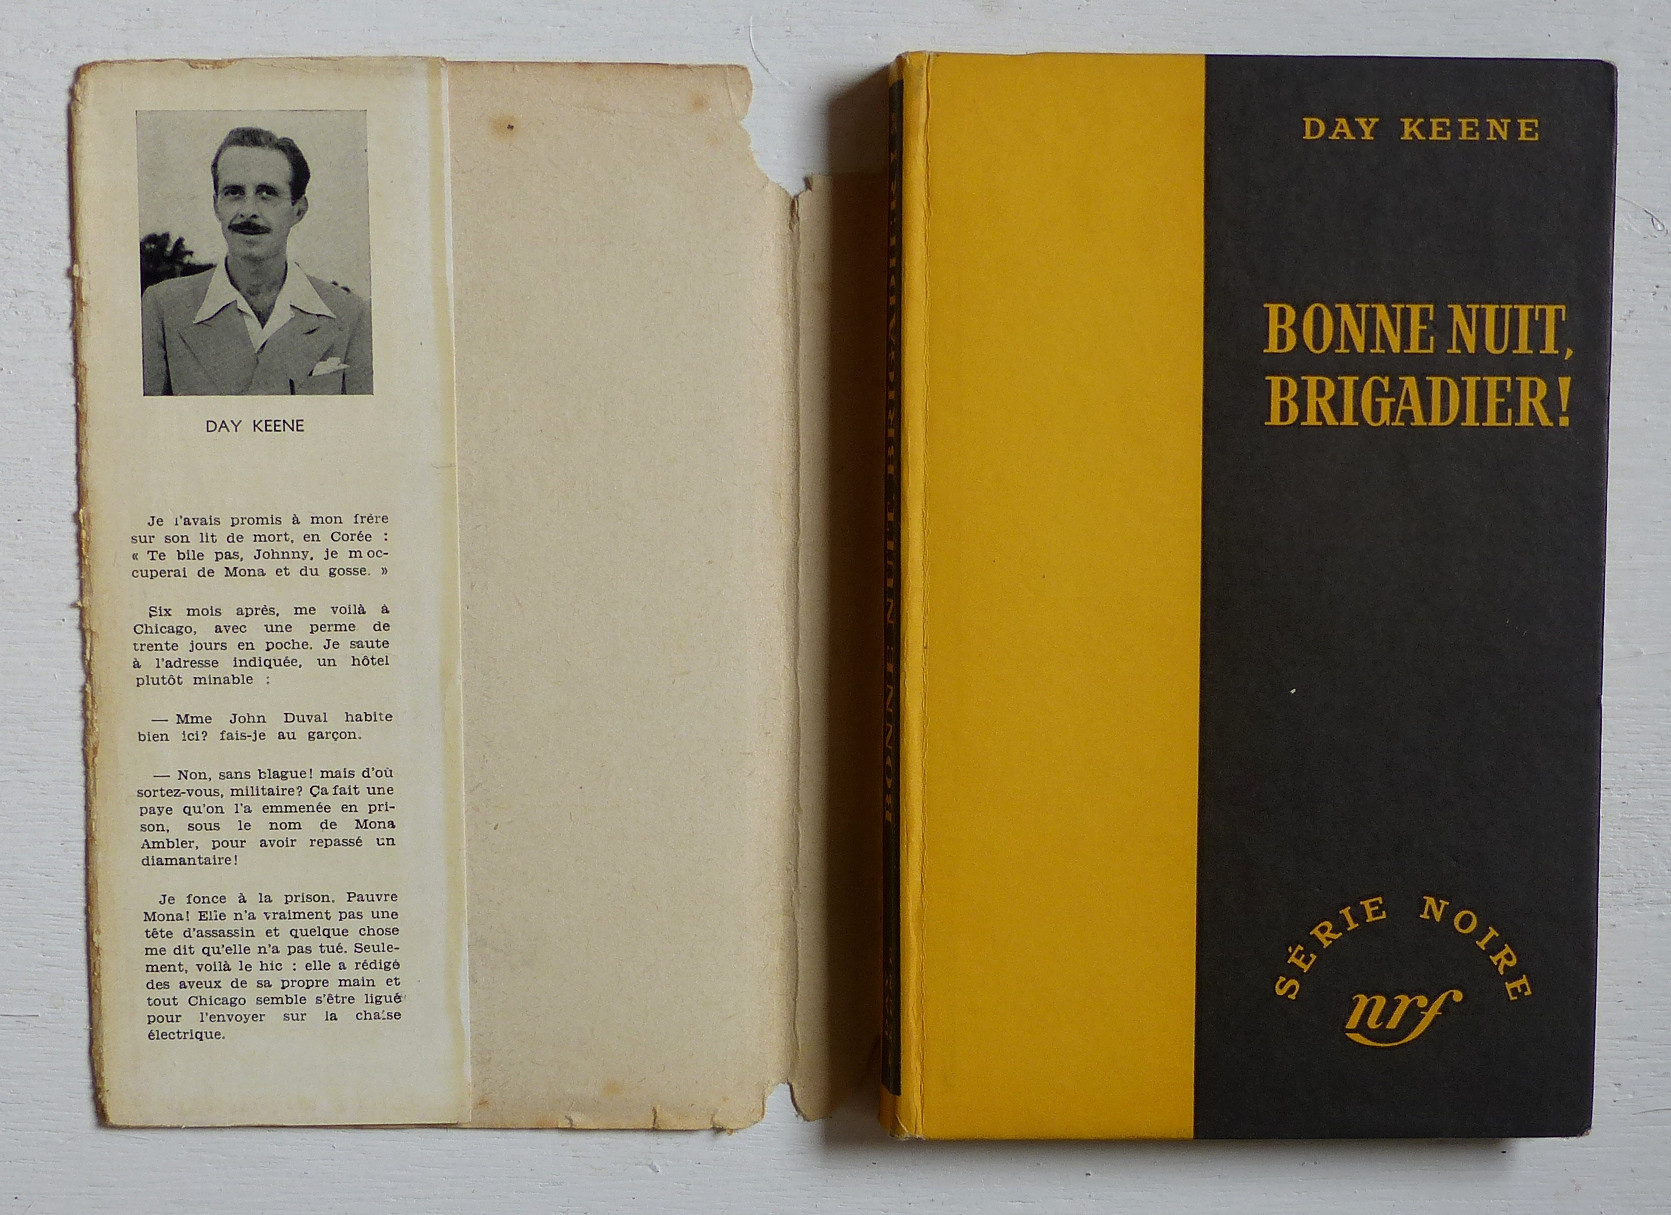 DAY KEENE
Je l'avais promis à mon frère
sur son lit de mort, en Corée :
« Te bile pas, Johnny, je m'oc-
cuperai de Mona et du gosse. »
Six mois après, me voilà à
Chicago, avec une perme de
trente jours en poche. Je saute
à l'adresse indiquée, un hôtel
plutôt minable :
— Mme John Duval habite
bien ici? fais-je au garçon.
— Non, sans blague! mais d'où
sortez-vous, militaire? Ça fait une
paye qu'on l'a emmenée en pri-
son, sous le nom de Mona
Ambler, pour avoir repassé un
diamantaire!
Je fonce à la prison. Pauvre
Mona! Elle n'a vraiment pas une
tête d'assassin et quelque chose
me dit qu'elle n'a pas tué. Seule-
ment, voilà le hic : elle a rédigé
des aveux de sa propre main et
tout Chicago semble s'être ligué
pour l'envoyer sur la chaise
électrique.
BONNE NUIT, BRIGADIER!
DAY KEENE
BONNE NUIT,
BRIGADIER!
SÉRIE NOIRE
nrf